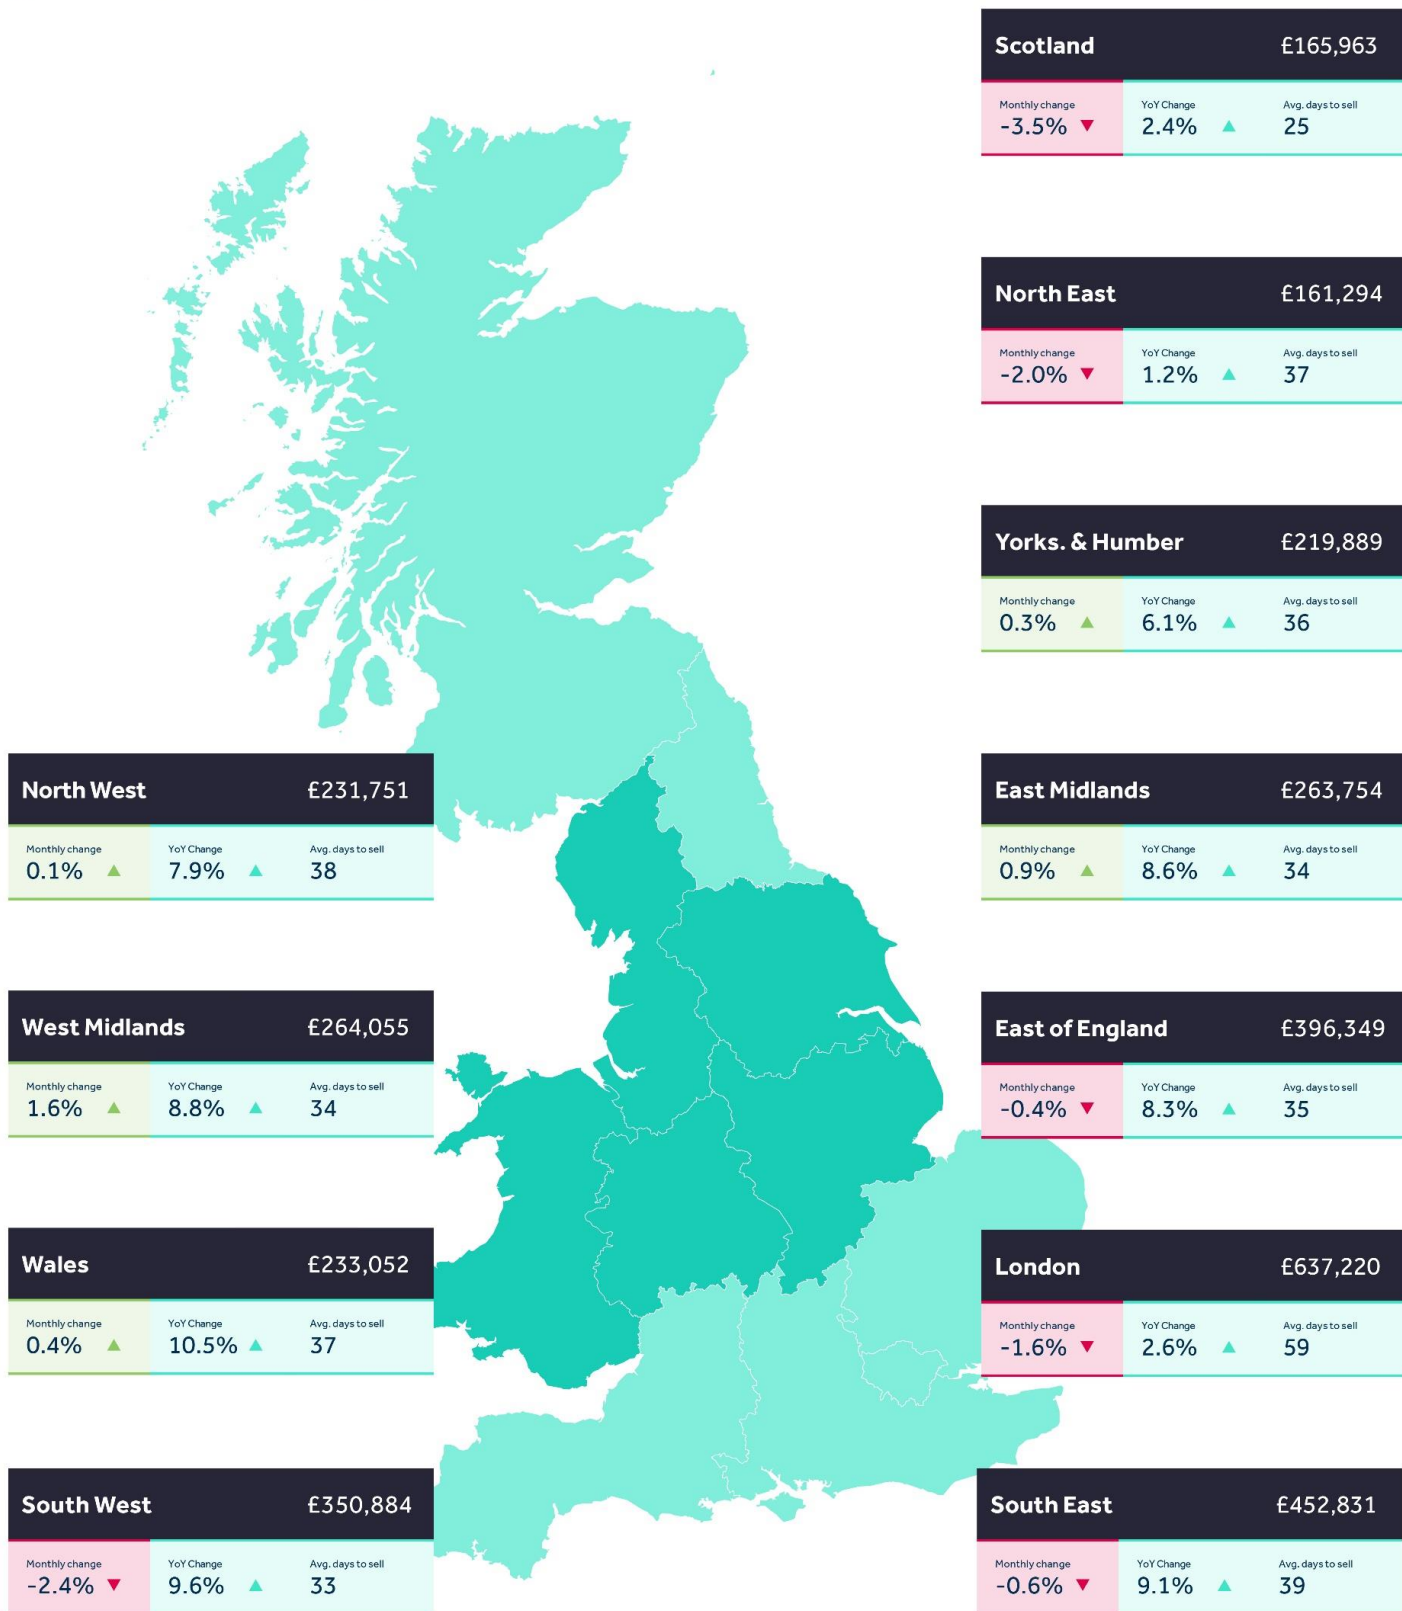 Scotland £165,963
Monthly change YoY Change Avg. days to sell
-3.5% ▼ 2.4% ▲ 25
North East £161,294
Monthly change YoY Change Avg. days to sell
-2.0% ▼ 1.2% ▲ 37
Yorks. & Humber £219,889
Monthly change YoY Change Avg. days to sell
0.3% ▲ 6.1% ▲ 36
North West £231,751
Monthly change YoY Change Avg. days to sell
0.1% ▲ 7.9% ▲ 38
East Midlands £263,754
Monthly change YoY Change Avg. days to sell
0.9% ▲ 8.6% ▲ 34
West Midlands £264,055
Monthly change YoY Change Avg. days to sell
1.6% ▲ 8.8% ▲ 34
East of England £396,349
Monthly change YoY Change Avg. days to sell
-0.4% ▼ 8.3% ▲ 35
Wales £233,052
Monthly change YoY Change Avg. days to sell
0.4% ▲ 10.5% ▲ 37
London £637,220
Monthly change YoY Change Avg. days to sell
-1.6% ▼ 2.6% ▲ 59
South West £350,884
Monthly change YoY Change Avg. days to sell
-2.4% ▼ 9.6% ▲ 33
South East £452,831
Monthly change YoY Change Avg. days to sell
-0.6% ▼ 9.1% ▲ 39